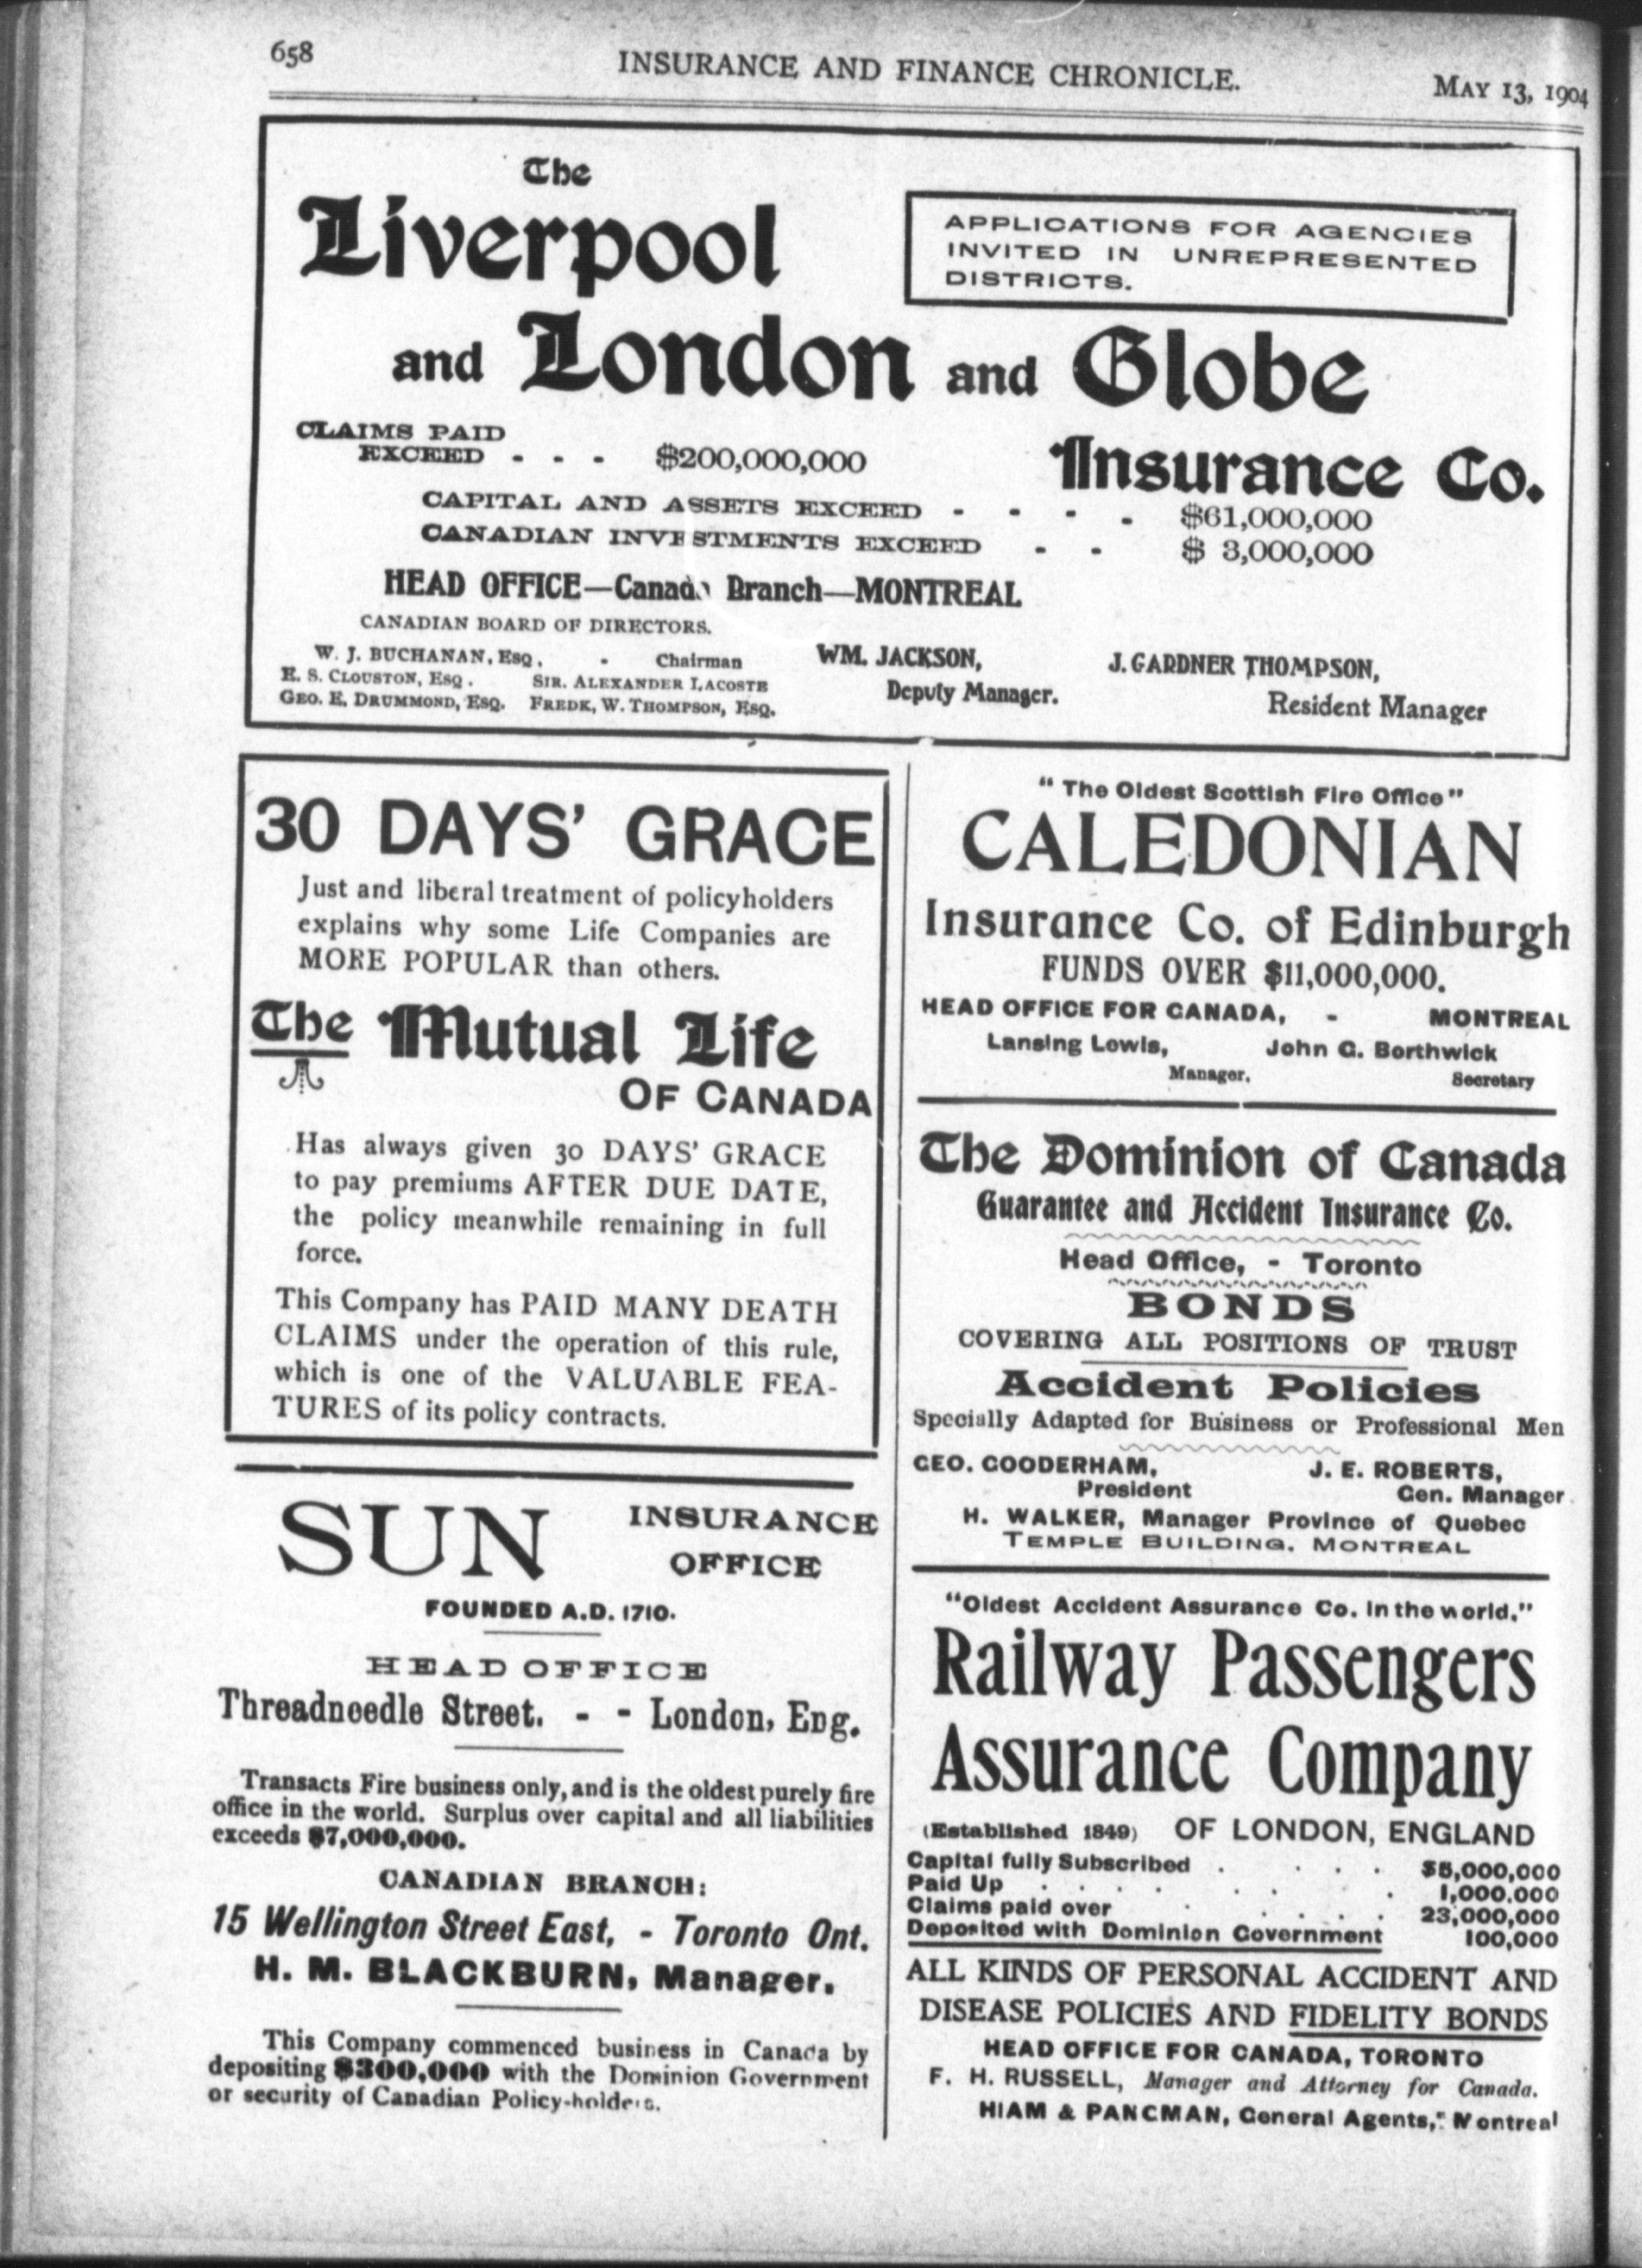 658
INSURANCE AND FINANCE CHRONICLE.
MAY 13, 1904
The
Liverpool
APPLICATIONS FOR AGENCIES
INVITED IN UNREPRESENTED
DISTRICTS.
and London and Globe
Insurance Co.
CLAIMS PAID
EXCEED - - - $200,000,000
CAPITAL AND ASSETS EXCEED - - - - $61,000,000
CANADIAN INVESTMENTS EXCEED - - $ 3,000,000
HEAD OFFICE—Canada Branch—MONTREAL
CANADIAN BOARD OF DIRECTORS.
W. J. BUCHANAN, ESQ., - Chairman
E. S. CLOUSTON, ESQ. SIR. ALEXANDER LACOSTE
GEO. E. DRUMMOND, ESQ. FREDK, W. THOMPSON, ESQ.
WM. JACKSON,
Deputy Manager.
J. GARDNER THOMPSON,
Resident Manager
30 DAYS' GRACE
Just and liberal treatment of policyholders
explains why some Life Companies are
MORE POPULAR than others.
The Mutual Life
OF CANADA
Has always given 30 DAYS' GRACE
to pay premiums AFTER DUE DATE,
the policy meanwhile remaining in full
force.
This Company has PAID MANY DEATH
CLAIMS under the operation of this rule,
which is one of the VALUABLE FEA-
TURES of its policy contracts.
SUN INSURANCE
OFFICE
FOUNDED A.D. 1710.
HEAD OFFICE
Threadneedle Street. - - London, Eng.
Transacts Fire business only, and is the oldest purely fire
office in the world. Surplus over capital and all liabilities
exceeds $7,000,000.
CANADIAN BRANCH:
15 Wellington Street East, - Toronto Ont.
H. M. BLACKBURN, Manager.
This Company commenced business in Canada by
depositing $300,000 with the Dominion Government
or security of Canadian Policy-holders.
"The Oldest Scottish Fire Office"
CALEDONIAN
Insurance Co. of Edinburgh
FUNDS OVER $11,000,000.
HEAD OFFICE FOR CANADA, - MONTREAL
Lansing Lewis, John G. Borthwick
Manager, Secretary
The Dominion of Canada
Guarantee and Accident Insurance Co.
Head Office, - Toronto
BONDS
COVERING ALL POSITIONS OF TRUST
Accident Policies
Specially Adapted for Business or Professional Men
GEO. GOODERHAM, J. E. ROBERTS,
President Gen. Manager
H. WALKER, Manager Province of Quebec
TEMPLE BUILDING. MONTREAL
"Oldest Accident Assurance Co. in the world."
Railway Passengers
Assurance Company
(Established 1849) OF LONDON, ENGLAND
Capital fully Subscribed . . . . $5,000,000
Paid Up . . . . . . . 1,000.000
Claims paid over . . . . . 23,000,000
Deposited with Dominion Government 100,000
ALL KINDS OF PERSONAL ACCIDENT AND
DISEASE POLICIES AND FIDELITY BONDS
HEAD OFFICE FOR CANADA, TORONTO
F. H. RUSSELL, Manager and Attorney for Canada.
HIAM & PANCMAN, General Agents, Montreal